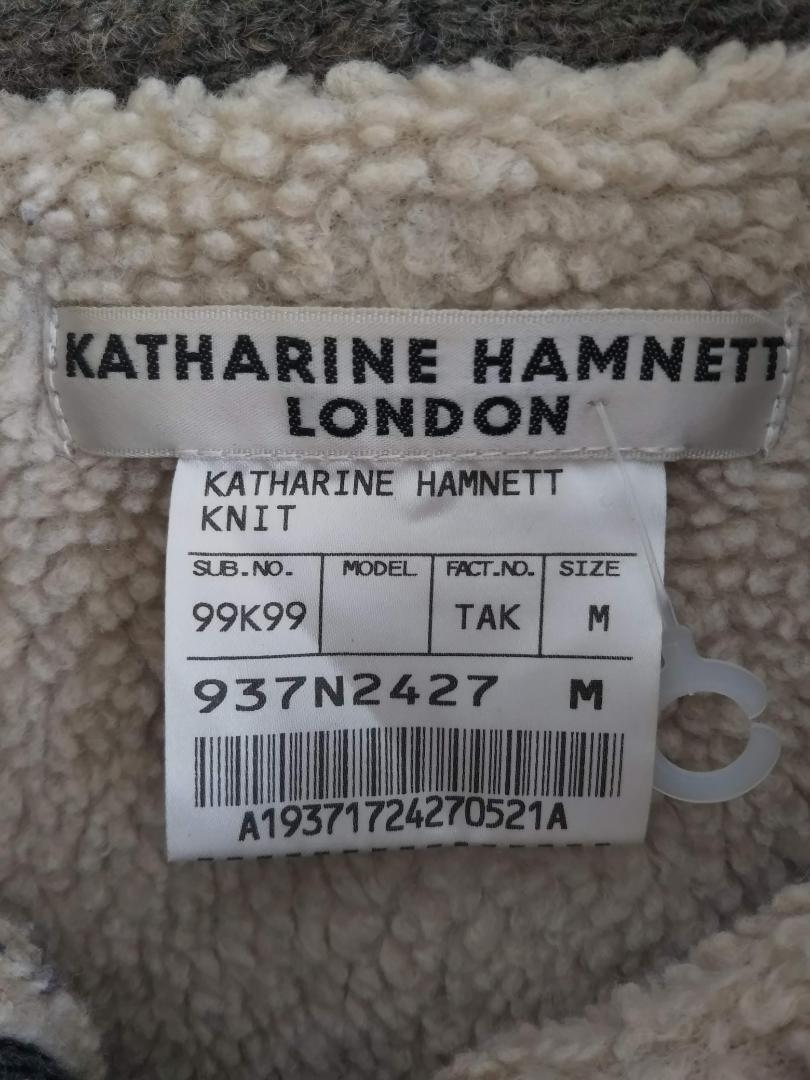 KATHARINE HAMNETT
LONDON
KATHARINE HAMNETT
KNIT
SUB.NO. MODEL FACT.NO. SIZE
99K99 TAK M
937N2427 M
A19371724270521A